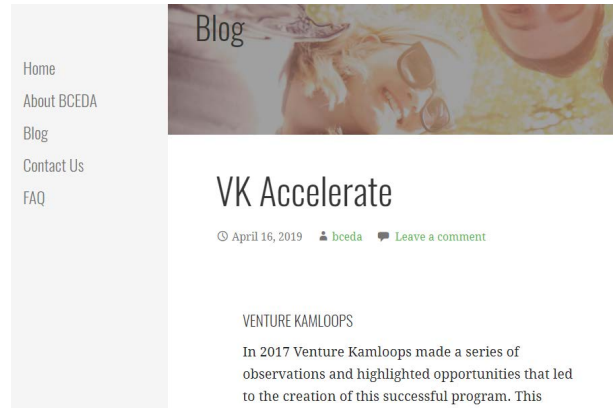 Blog
Home
About BCEDA
Blog
Contact Us
FAQ
VK Accelerate
April 16, 2019 bceda Leave a comment
VENTURE KAMLOOPS
In 2017 Venture Kamloops made a series of
observations and highlighted opportunities that led
to the creation of this successful program. This